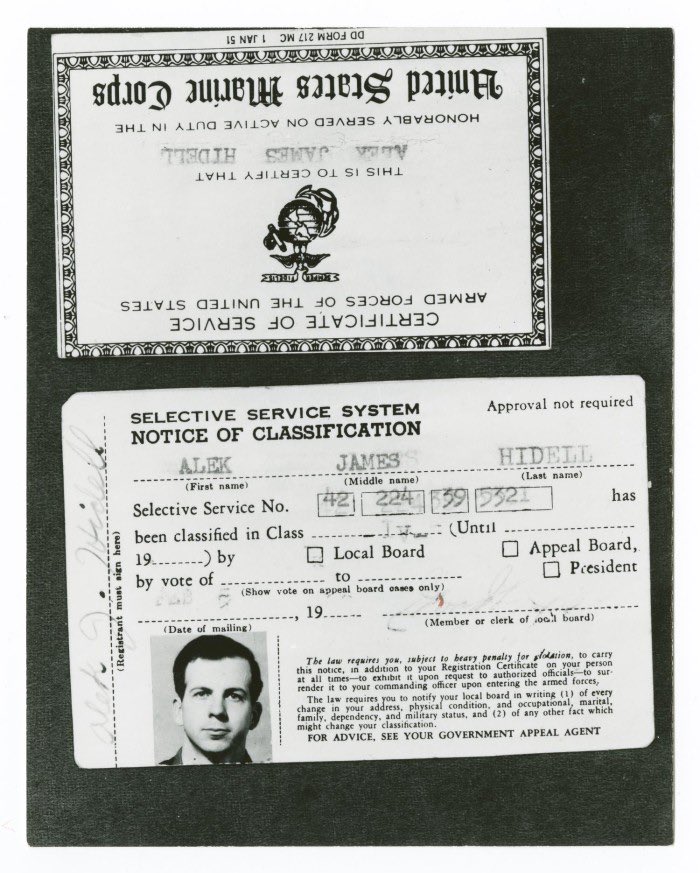 DD FORM 217 MC 1 JAN 51
CERTIFICATE OF SERVICE
ARMED FORCES OF THE UNITED STATES
THIS IS TO CERTIFY THAT
ALEK JAMES HIDELL
HONORABLY SERVED ON ACTIVE DUTY IN THE
United States Marine Corps
SELECTIVE SERVICE SYSTEM
NOTICE OF CLASSIFICATION
Approval not required
ALEK JAMES HIDELL
(First name) (Middle name) (Last name)
Selective Service No. 42 224 39 5321 has
been classified in Class IV (Until
19 ) by Local Board Appeal Board,
President
by vote of to
(Show vote on appeal board cases only)
FEB 5
, 19
(Date of mailing) (Member or clerk of local board)
Alek J. Hidell
(Registrant must sign here)
The law requires you, subject to heavy penalty for violation, to carry
this notice, in addition to your Registration Certificate on your person
at all times—to exhibit it upon request to authorized officials—to sur-
render it to your commanding officer upon entering the armed forces,
The law requires you to notify your local board in writing (1) of every
change in your address, physical condition, and occupational, marital,
family, dependency, and military status, and (2) of any other fact which
might change your classification.
FOR ADVICE, SEE YOUR GOVERNMENT APPEAL AGENT